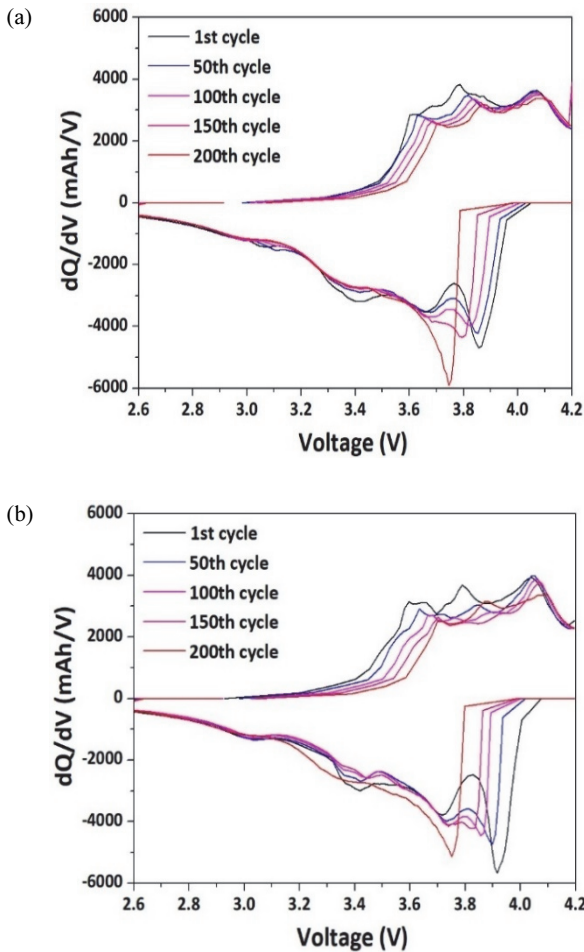 (a)
6000
4000
2000
0
-2000
-4000
-6000
dQ/dV (mAh/V)
1st cycle
50th cycle
100th cycle
150th cycle
200th cycle
2.6 2.8 3.0 3.2 3.4 3.6 3.8 4.0 4.2
Voltage (V)
(b)
6000
4000
2000
0
-2000
-4000
-6000
dQ/dV (mAh/V)
1st cycle
50th cycle
100th cycle
150th cycle
200th cycle
2.6 2.8 3.0 3.2 3.4 3.6 3.8 4.0 4.2
Voltage (V)